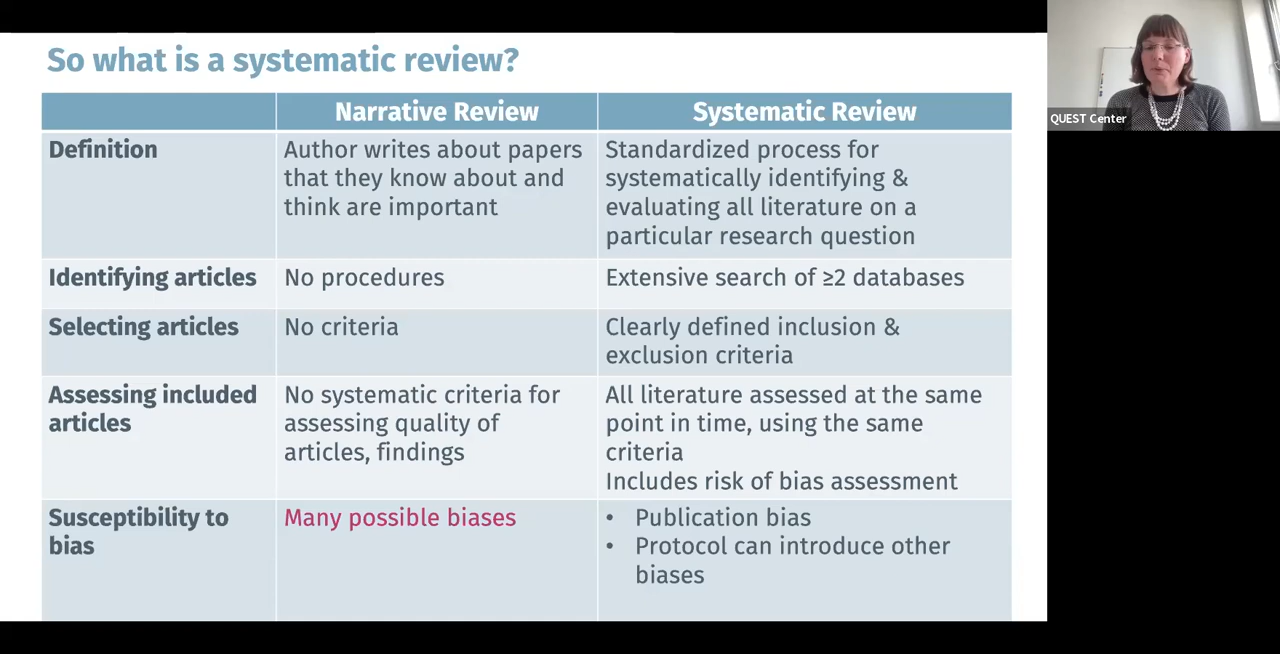 So what is a systematic review?
Narrative Review
Systematic Review
Definition
Author writes about papers
that they know about and
think are important
Standardized process for
systematically identifying &
evaluating all literature on a
particular research question
Identifying articles
No procedures
Extensive search of ≥2 databases
Selecting articles
No criteria
Clearly defined inclusion &
exclusion criteria
Assessing included
articles
No systematic criteria for
assessing quality of
articles, findings
All literature assessed at the same
point in time, using the same
criteria
Includes risk of bias assessment
Susceptibility to
bias
Many possible biases
• Publication bias
• Protocol can introduce other
biases
QUEST Center